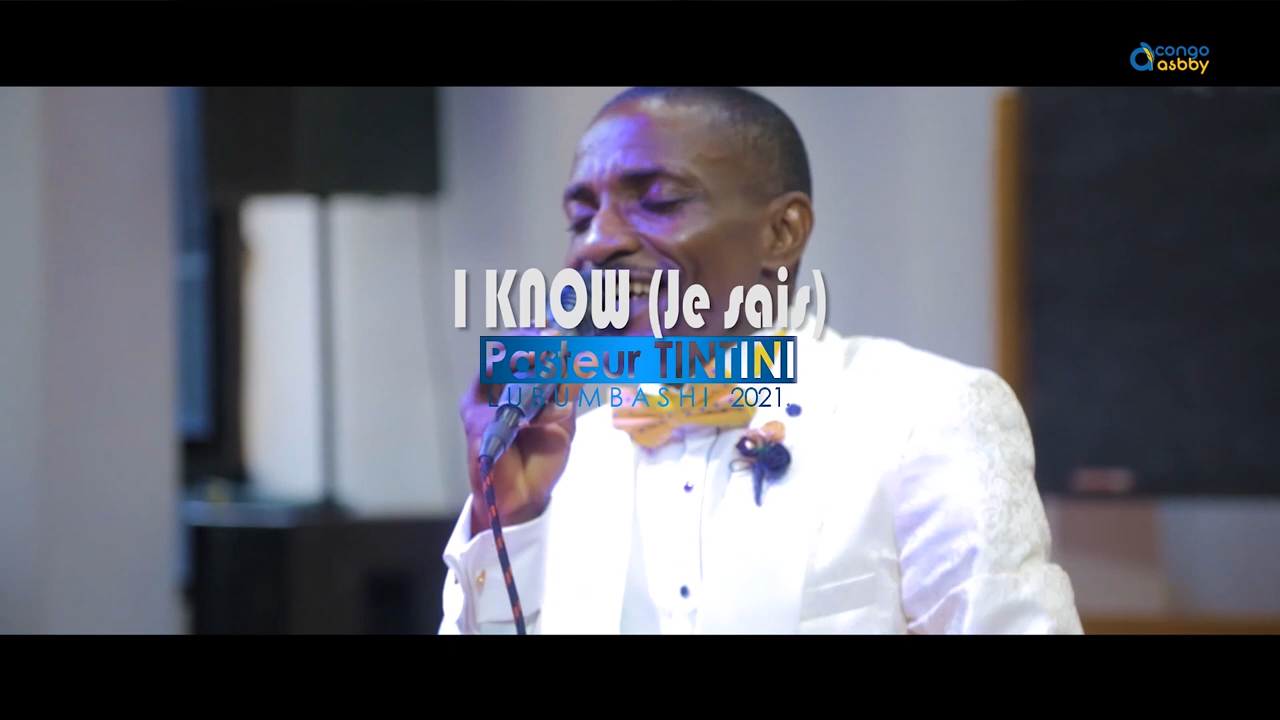 congo
asbby
I KNOW (Je sais)
Pasteur TINTINI
LUBUMBASHI. 2021.